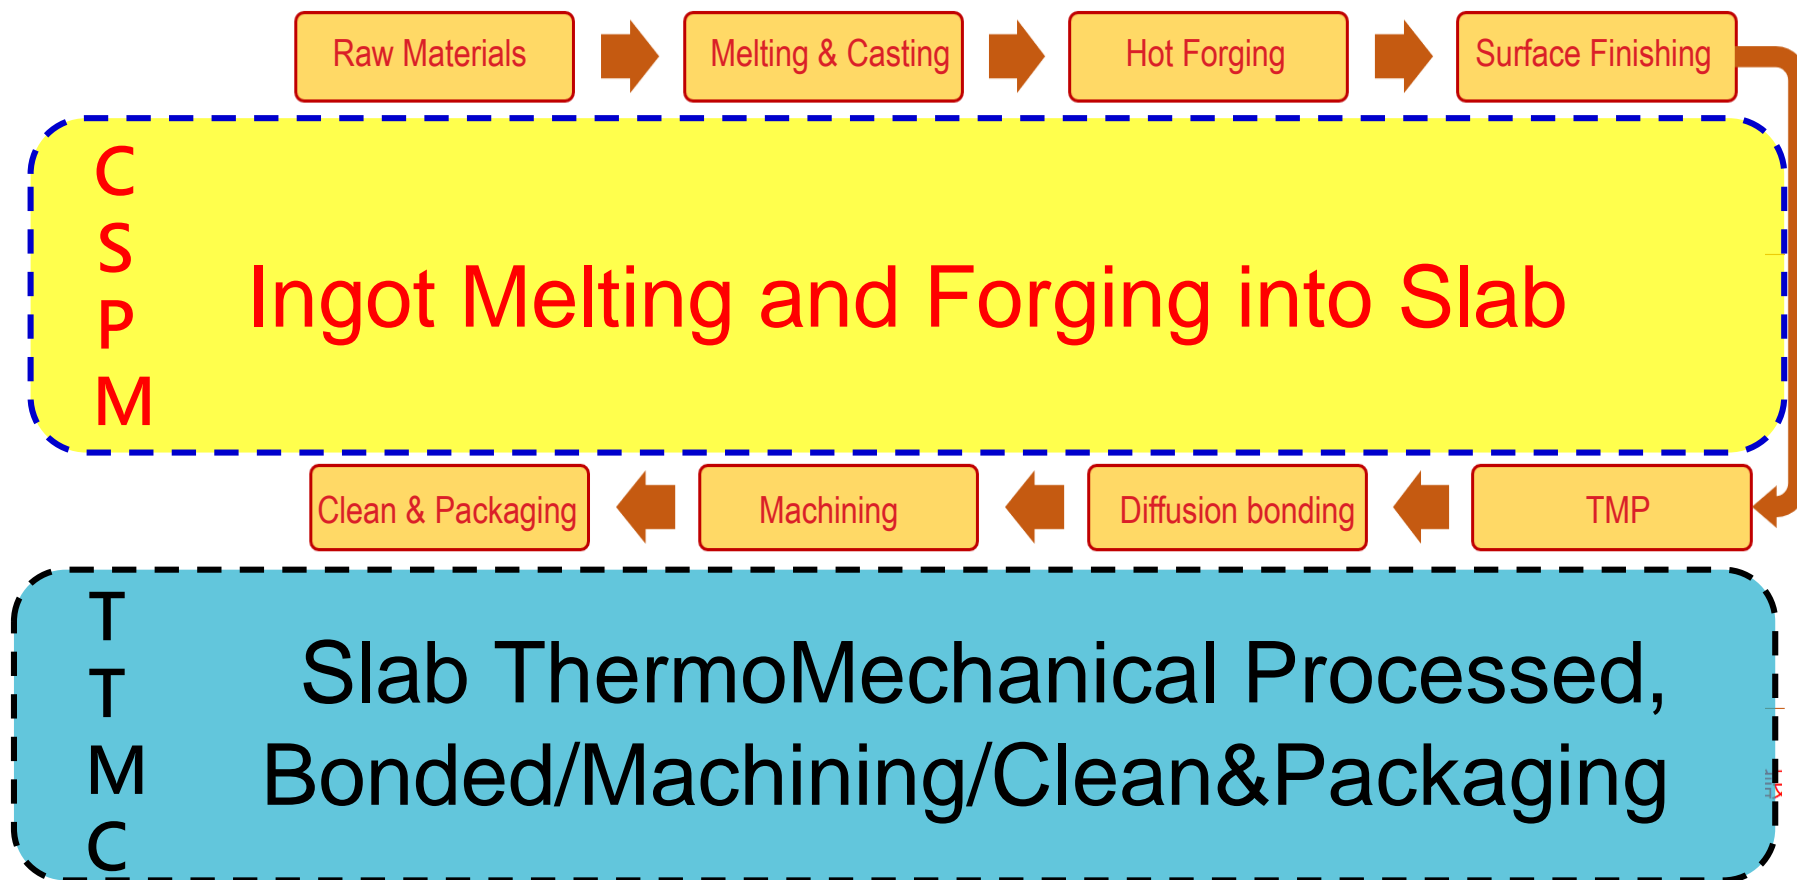 Raw Materials
Melting & Casting
Hot Forging
Surface Finishing
C
S
P
M
Ingot Melting and Forging into Slab
Clean & Packaging
Machining
Diffusion bonding
TMP
T
T
M
C
Slab ThermoMechanical Processed,
Bonded/Machining/Clean&Packaging